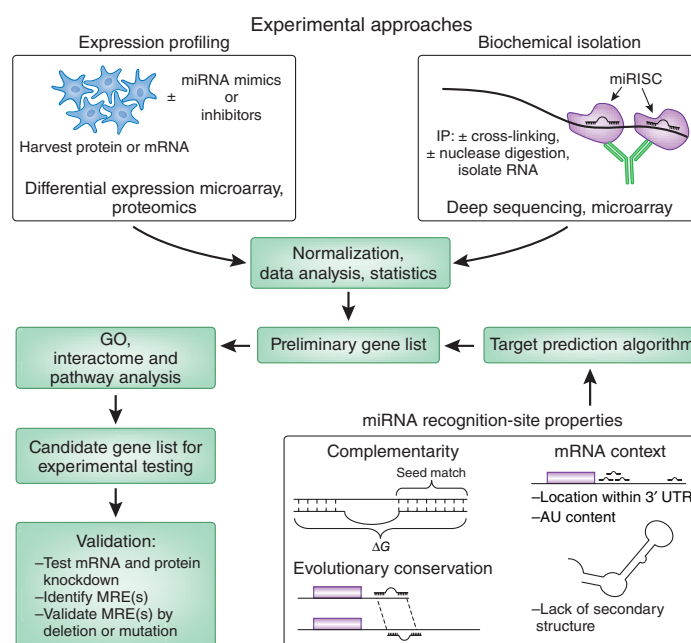 Experimental approaches
Expression profiling
±
miRNA mimics
or
inhibitors
Harvest protein or mRNA
Differential expression microarray,
proteomics
Biochemical isolation
miRISC
IP: ± cross-linking,
± nuclease digestion,
isolate RNA
Deep sequencing, microarray
Normalization,
data analysis, statistics
GO,
interactome and
pathway analysis
Preliminary gene list
Target prediction algorithm
Candidate gene list for
experimental testing
Validation:
–Test mRNA and protein
knockdown
–Identify MRE(s)
–Validate MRE(s) by
deletion or mutation
miRNA recognition-site properties
Complementarity
Seed match
ΔG
Evolutionary conservation
mRNA context
–Location within 3′ UTR
–AU content
–Lack of secondary
structure